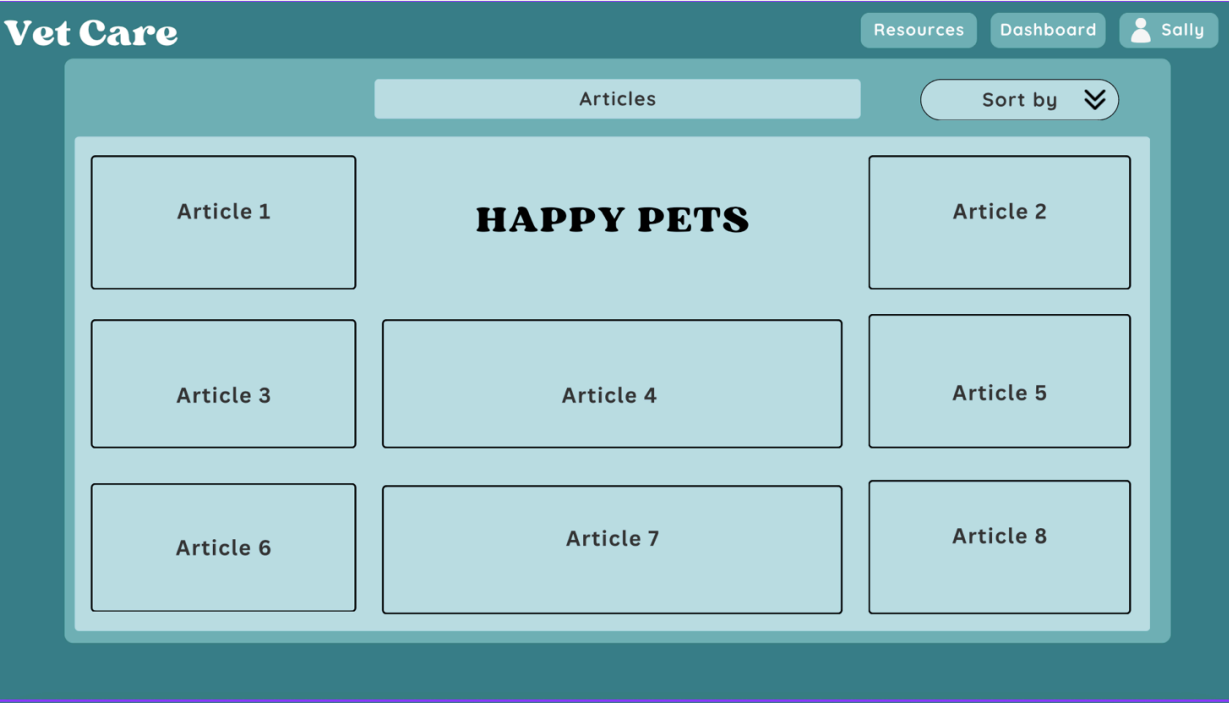 Vet Care
Resources
Dashboard
Sally
Articles
Sort by
Article 1
HAPPY PETS
Article 2
Article 3
Article 4
Article 5
Article 6
Article 7
Article 8